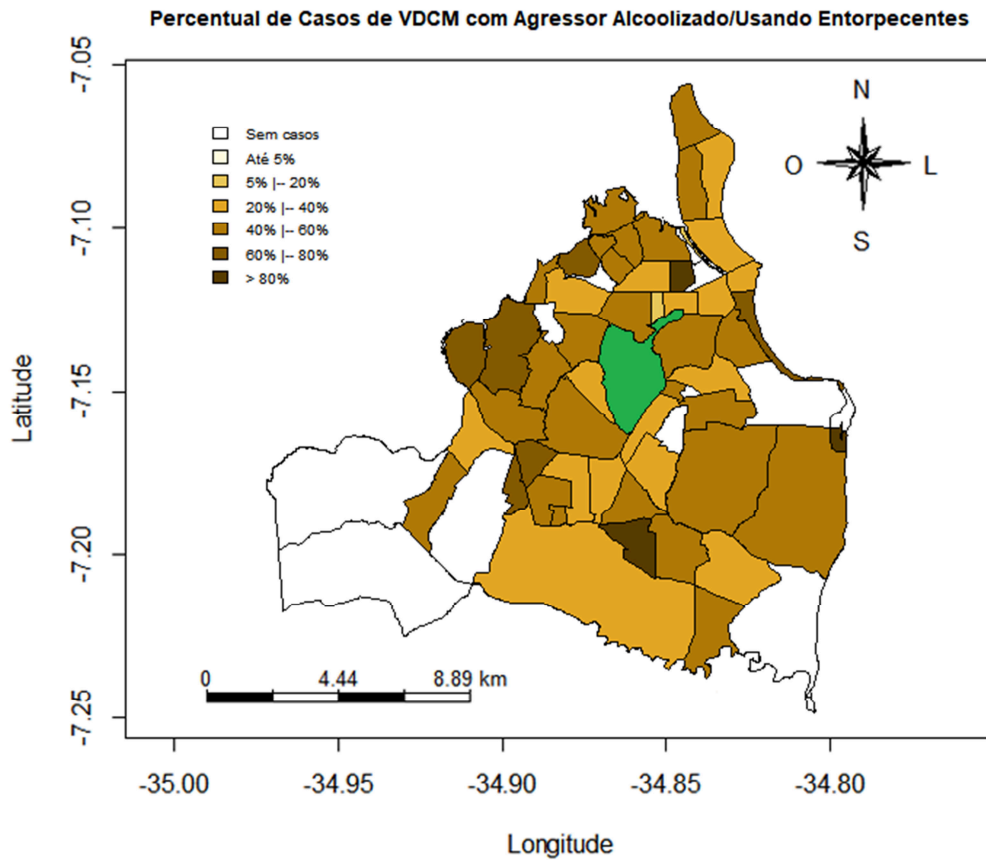 Percentual de Casos de VDCM com Agressor Alcoolizado/Usando Entorpecentes
-7.05
-7.10
-7.15
-7.20
-7.25
Latitude
Sem casos
Até 5%
5% |-- 20%
20% |-- 40%
40% |-- 60%
60% |-- 80%
> 80%
N
O L
S
0 4.44 8.89 km
-35.00 -34.95 -34.90 -34.85 -34.80
Longitude